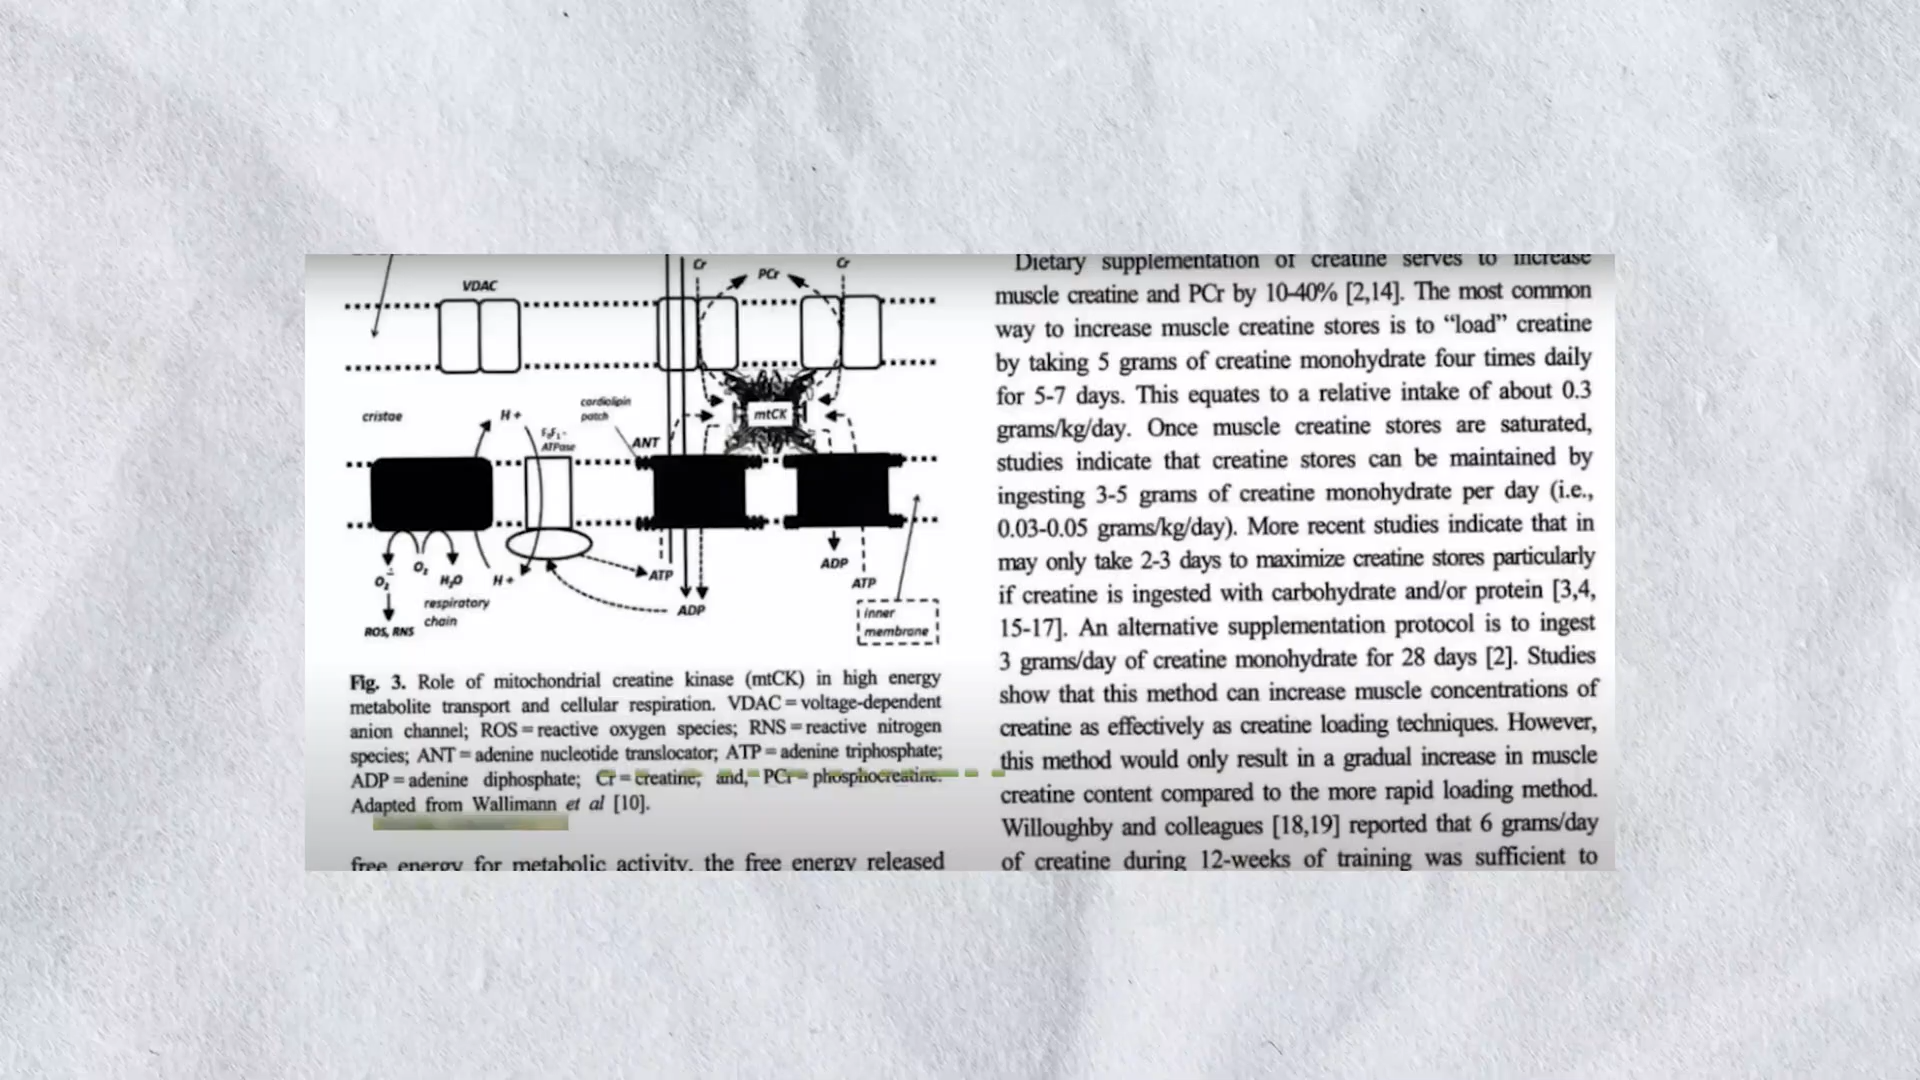 Cr
PCr
Cr
VDAC
cristae
H+
cardiolipin
patch
F₀F₁-
ATPase
ANT
mtCK
O₂⁻
O₂
H₂O
H+
ATP
ADP
ADP
ATP
respiratory
chain
ROS, RNS
inner
membrane
Fig. 3. Role of mitochondrial creatine kinase (mtCK) in high energy
metabolite transport and cellular respiration. VDAC = voltage-dependent
anion channel; ROS = reactive oxygen species; RNS = reactive nitrogen
species; ANT = adenine nucleotide translocator; ATP = adenine triphosphate;
ADP = adenine diphosphate; Cr = creatine; and, PCr = phosphocreatine.
Adapted from Wallimann et al [10].
free energy for metabolic activity, the free energy released
Dietary supplementation of creatine serves to increase
muscle creatine and PCr by 10-40% [2,14]. The most common
way to increase muscle creatine stores is to “load” creatine
by taking 5 grams of creatine monohydrate four times daily
for 5-7 days. This equates to a relative intake of about 0.3
grams/kg/day. Once muscle creatine stores are saturated,
studies indicate that creatine stores can be maintained by
ingesting 3-5 grams of creatine monohydrate per day (i.e.,
0.03-0.05 grams/kg/day). More recent studies indicate that in
may only take 2-3 days to maximize creatine stores particularly
if creatine is ingested with carbohydrate and/or protein [3,4,
15-17]. An alternative supplementation protocol is to ingest
3 grams/day of creatine monohydrate for 28 days [2]. Studies
show that this method can increase muscle concentrations of
creatine as effectively as creatine loading techniques. However,
this method would only result in a gradual increase in muscle
creatine content compared to the more rapid loading method.
Willoughby and colleagues [18,19] reported that 6 grams/day
of creatine during 12-weeks of training was sufficient to